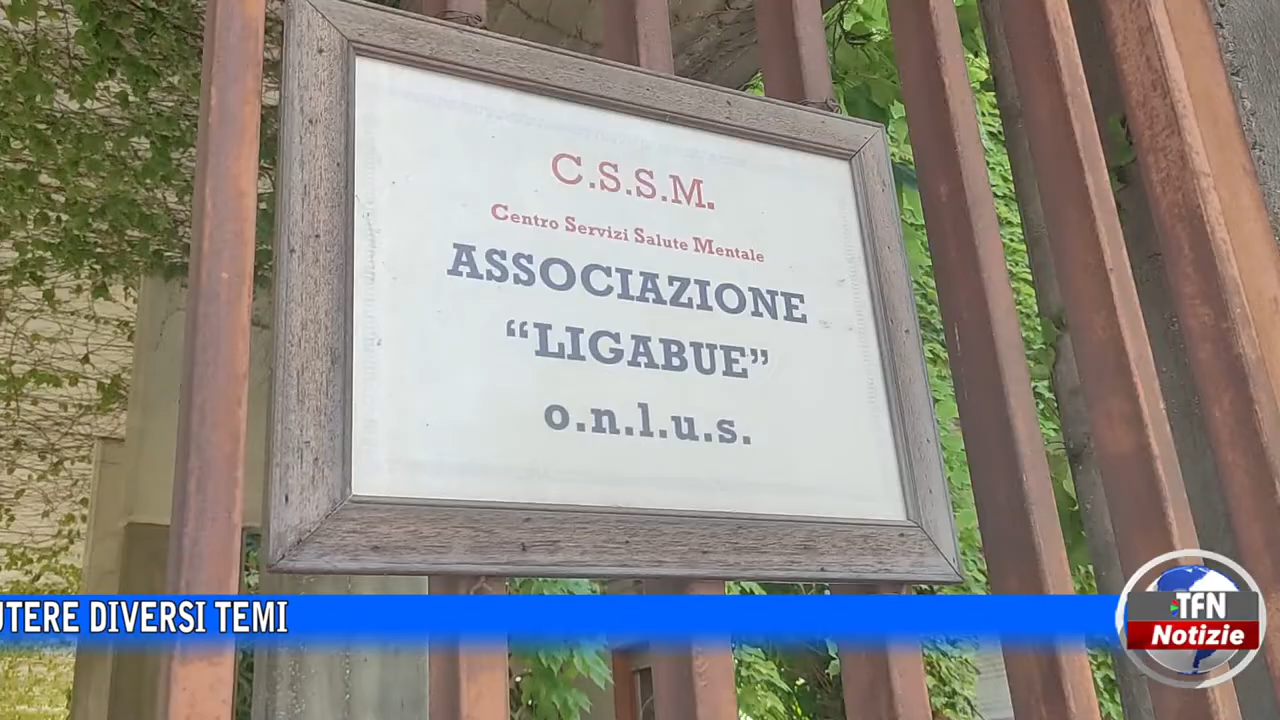 C.S.S.M.
Centro Servizi Salute Mentale
ASSOCIAZIONE
“LIGABUE”
o.n.l.u.s.
UTERE DIVERSI TEMI
TFN
Notizie